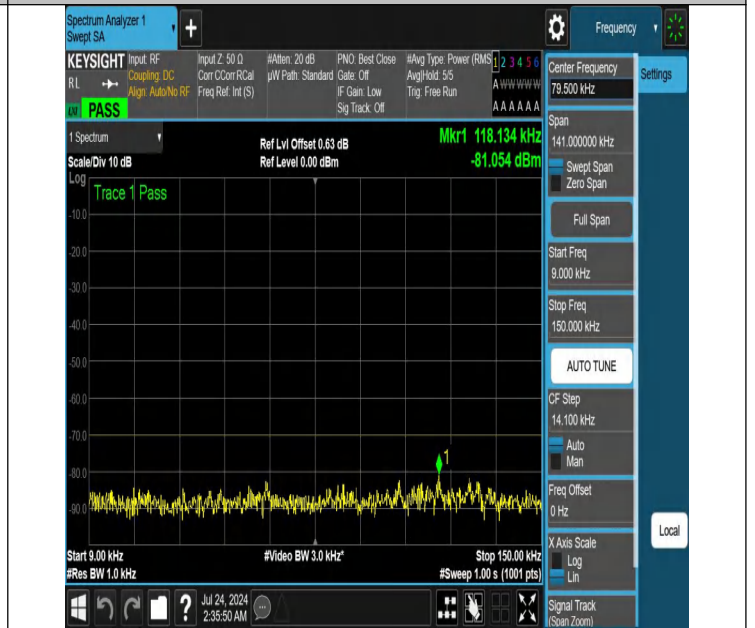 Spectrum Analyzer 1
Swept SA
Frequency
KEYSIGHT
RL
Input: RF
Coupling: DC
Align: Auto/No RF
Input Z: 50 Ω
Corr CCorr RCal
Freq Ref: Int (S)
#Atten: 20 dB
µW Path: Standard
PNO: Best Close
Gate: Off
IF Gain: Low
Sig Track: Off
#Avg Type: Power (RMS
Avg|Hold: 5/5
Trig: Free Run
1 2 3 4 5 6
A W W W W W
A A A A A A
PASS
1 Spectrum
Scale/Div 10 dB
Ref Lvl Offset 0.63 dB
Ref Level 0.00 dBm
Mkr1 118.134 kHz
-81.054 dBm
Log
Trace 1 Pass
-10.0
-20.0
-30.0
-40.0
-50.0
-60.0
-70.0
-80.0
-90.0
1
Start 9.00 kHz
#Res BW 1.0 kHz
#Video BW 3.0 kHz*
Stop 150.00 kHz
#Sweep 1.00 s (1001 pts)
Jul 24, 2024
2:35:50 AM
?
Center Frequency
79.500 kHz
Span
141.000000 kHz
Swept Span
Zero Span
Full Span
Start Freq
9.000 kHz
Stop Freq
150.000 kHz
AUTO TUNE
CF Step
14.100 kHz
Auto
Man
Freq Offset
0 Hz
X Axis Scale
Log
Lin
Signal Track
(Span Zoom)
Settings
Local